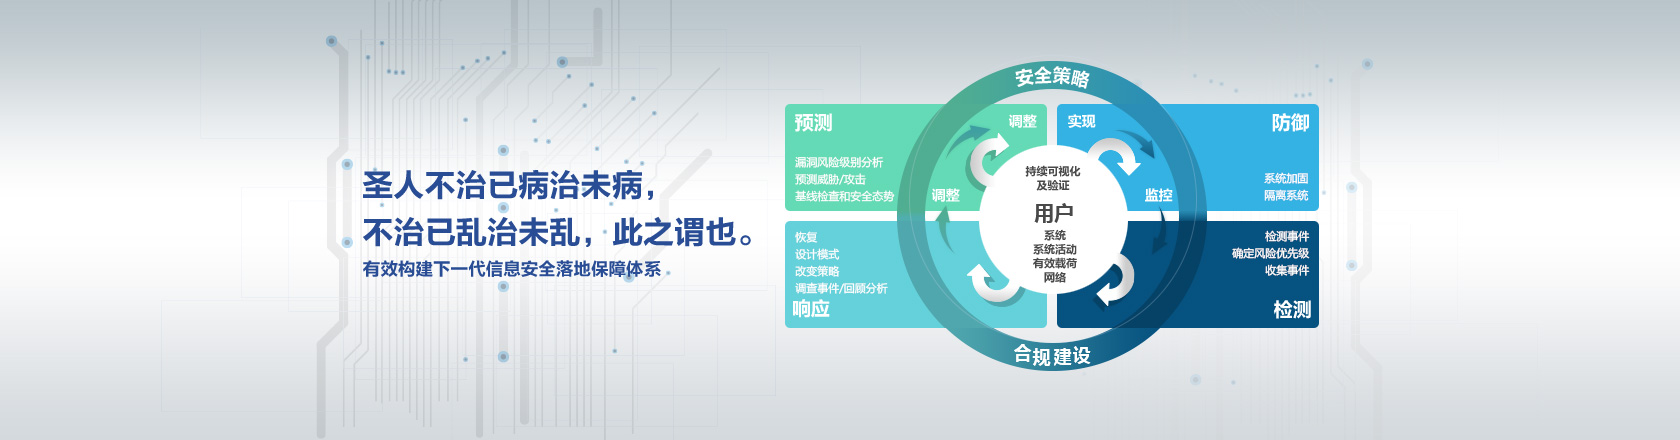 圣人不治已病治未病，
不治已乱治未乱，此之谓也。
有效构建下一代信息安全落地保障体系
安全策略
预测
调整
漏洞风险级别分析
预测威胁/攻击
基线检查和安全态势
调整
实现
防御
系统加固
隔离系统
监控
持续可视化
及验证
用户
系统
系统活动
有效载荷
网络
恢复
设计模式
改变策略
调查事件/回顾分析
响应
检测事件
确定风险优先级
收集事件
检测
合规建设